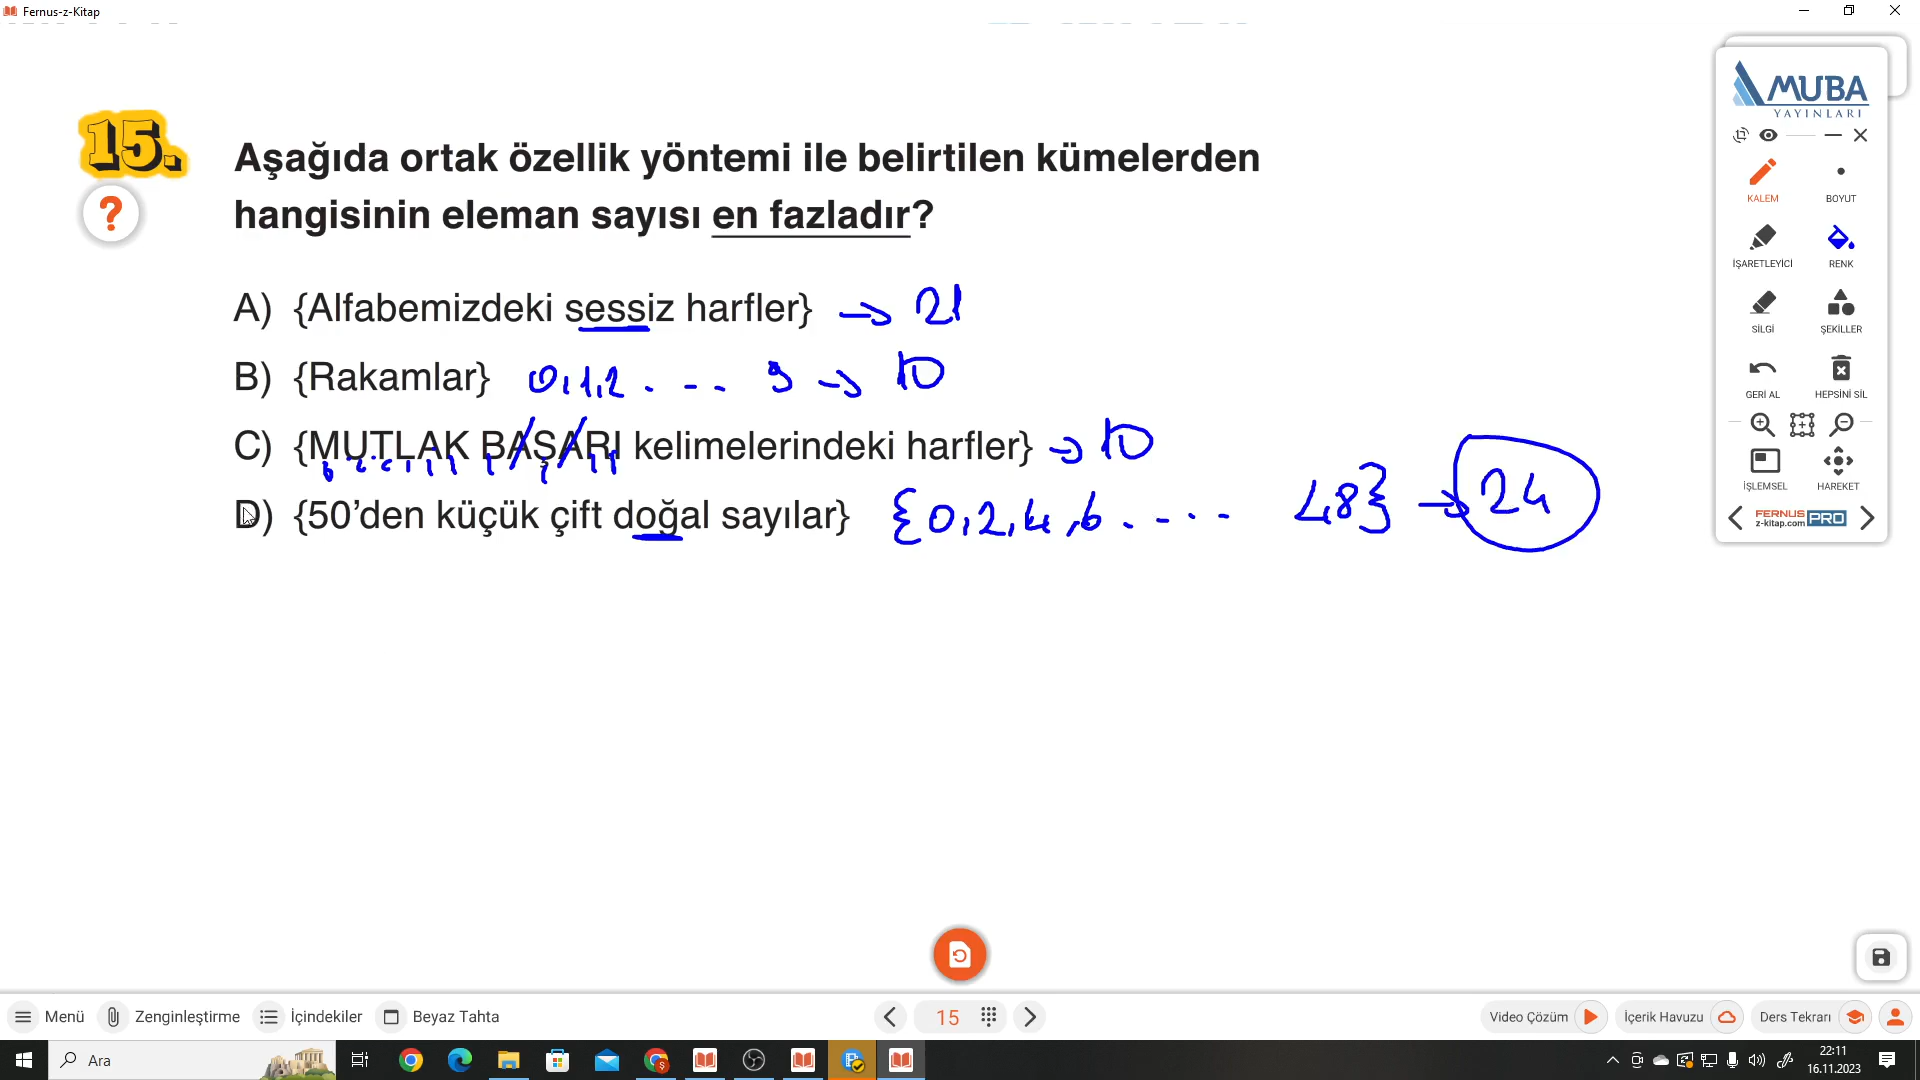 Fernus-z-Kitap
15.
?
Aşağıda ortak özellik yöntemi ile belirtilen kümelerden
hangisinin eleman sayısı en fazladır?
A) {Alfabemizdeki sessiz harfler} → 21
B) {Rakamlar} 0,1,2 . - - . 9 → 10
C) {MUTLAK BAŞARI kelimelerindeki harfler} → 10
D) {50’den küçük çift doğal sayılar} {0,2,4,6 . - - . - 48} → 24
MUBA
YAYINLARI
KALEM BOYUT
İŞARETLEYİCİ RENK
SİLGİ ŞEKİLLER
GERİ AL HEPSİNİ SİL
İŞLEMSEL HAREKET
FERNUS
z-kitap.com PRO
Menü Zenginleştirme İçindekiler Beyaz Tahta 15 Video Çözüm İçerik Havuzu Ders Tekrarı
Ara
22:11
16.11.2023